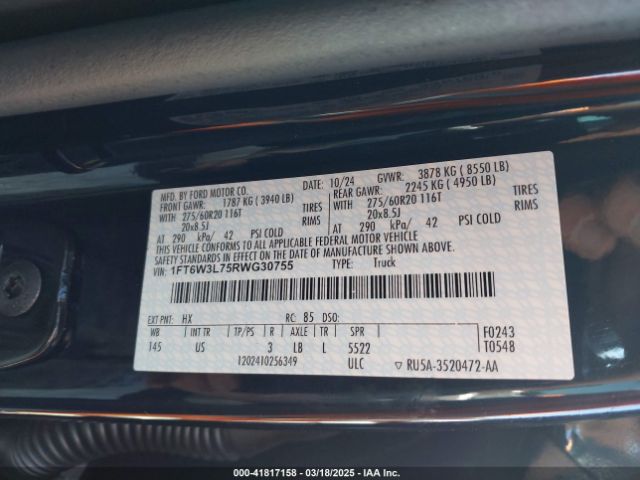 MFD. BY FORD MOTOR CO. DATE: 10/24 GVWR: 3878 KG ( 8550 LB)
FRONT GAWR: 1787 KG ( 3940 LB) REAR GAWR: 2245 KG ( 4950 LB)
WITH 275/60R20 116T TIRES WITH 275/60R20 116T TIRES
20x8.5J RIMS 20x8.5J RIMS
AT 290 kPa/ 42 PSI COLD AT 290 kPa/ 42 PSI COLD
THIS VEHICLE CONFORMS TO ALL APPLICABLE FEDERAL MOTOR VEHICLE
SAFETY STANDARDS IN EFFECT ON THE DATE OF MANUFACTURE SHOWN ABOVE.
VIN: 1FT6W3L75RWG30755 TYPE: Truck
EXT PNT: HX RC: 85 DSO: F0243
WB INT TR TP/PS R AXLE TR SPR T0548
145 US 3 LB L 5522
1202410256349 ULC ▽ RU5A-3520472-AA
000-41817158 - 03/18/2025 - IAA Inc.